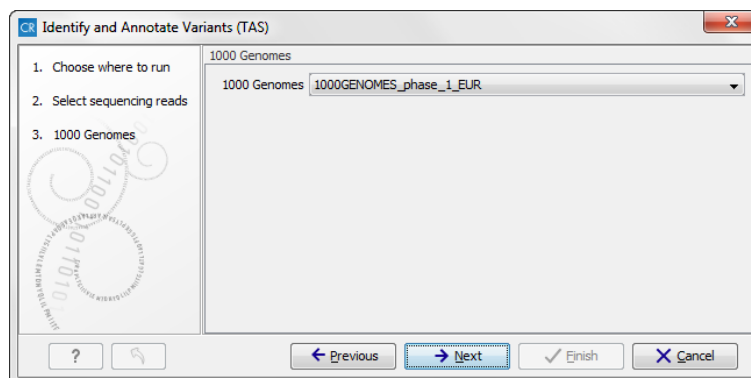 CR Identify and Annotate Variants (TAS)
1. Choose where to run
2. Select sequencing reads
3. 1000 Genomes
1000 Genomes
1000 Genomes 1000GENOMES_phase_1_EUR
? Previous Next Finish Cancel